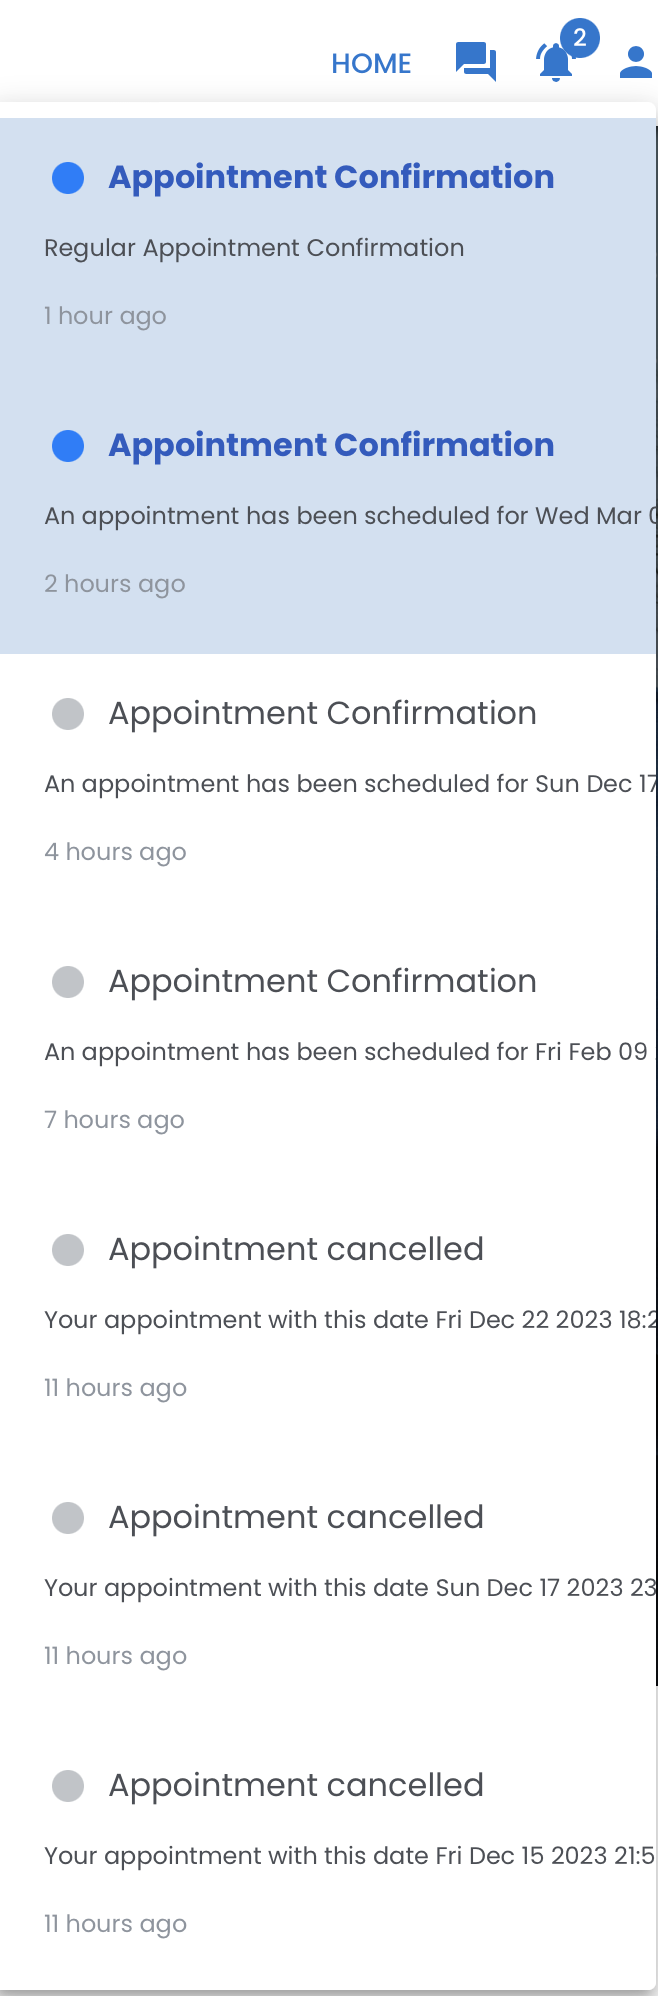 HOME
2
Appointment Confirmation
Regular Appointment Confirmation
1 hour ago
Appointment Confirmation
An appointment has been scheduled for Wed Mar
2 hours ago
Appointment Confirmation
An appointment has been scheduled for Sun Dec 17
4 hours ago
Appointment Confirmation
An appointment has been scheduled for Fri Feb 09
7 hours ago
Appointment cancelled
Your appointment with this date Fri Dec 22 2023 18:2
11 hours ago
Appointment cancelled
Your appointment with this date Sun Dec 17 2023 23
11 hours ago
Appointment cancelled
Your appointment with this date Fri Dec 15 2023 21:5
11 hours ago